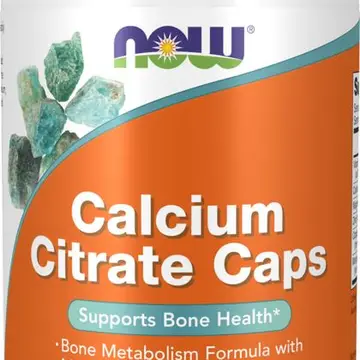 now®
Calcium
Citrate Caps
Supports Bone Health*
•Bone Metabolism Formula with